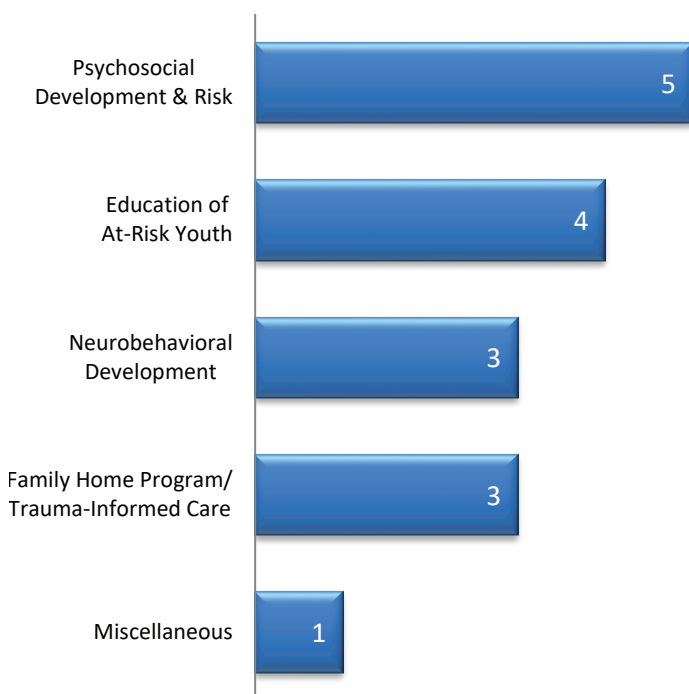 Psychosocial
Development & Risk
5
Education of
At-Risk Youth
4
Neurobehavioral
Development
3
Family Home Program/
Trauma-Informed Care
3
Miscellaneous
1